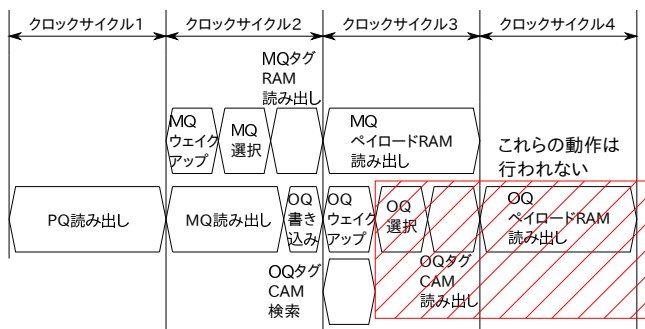 クロックサイクル1
クロックサイクル2
クロックサイクル3
クロックサイクル4
MQタグ
RAM
読み出し
MQ
ウェイク
アップ
MQ
選択
MQ
ペイロードRAM
読み出し
これらの動作は
行われない
PQ読み出し
MQ読み出し
OQ
書き
込み
OQ
ウェイク
アップ
OQ
選択
OQ
ペイロードRAM
読み出し
OQタグ
CAM
検索
OQタグ
CAM
読み出し